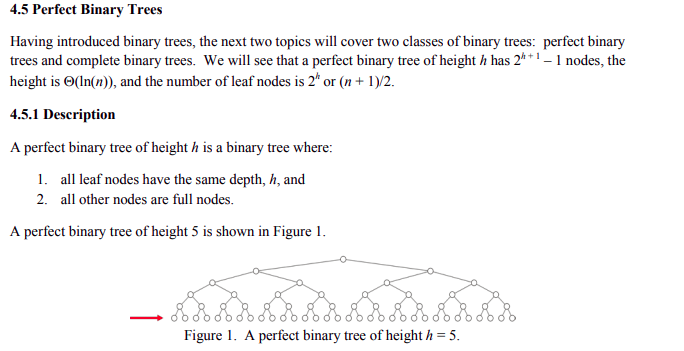 4.5 Perfect Binary Trees
Having introduced binary trees, the next two topics will cover two classes of binary trees:  perfect binary
trees and complete binary trees.  We will see that a perfect binary tree of height h has 2^{h + 1} – 1 nodes, the
height is Θ(ln(n)), and the number of leaf nodes is 2^h or (n + 1)/2.
4.5.1 Description
A perfect binary tree of height h is a binary tree where:
1. all leaf nodes have the same depth, h, and
2. all other nodes are full nodes.
A perfect binary tree of height 5 is shown in Figure 1.
Figure 1.  A perfect binary tree of height h = 5.